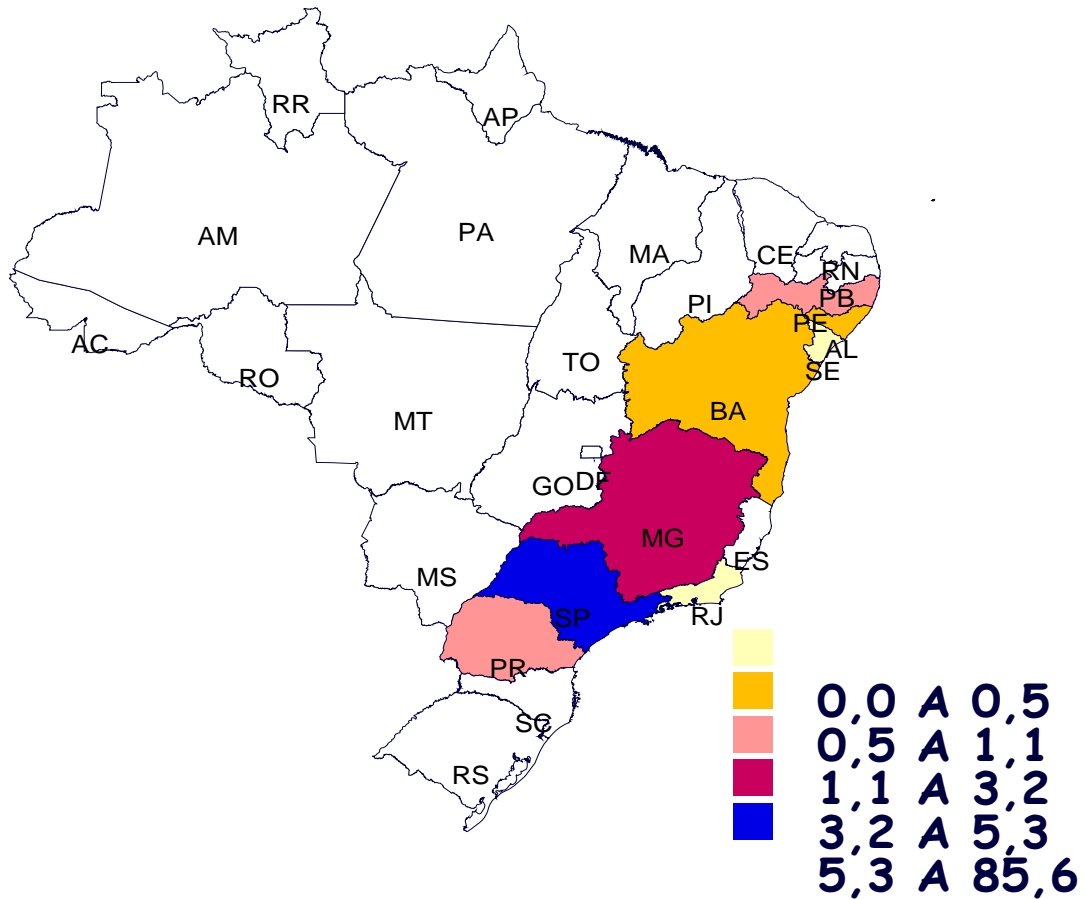 RR
AP
AM
PA
MA
CE
RN
PB
PI
PE
AC
AL
TO
SE
RO
BA
MT
GO
DF
MG
ES
MS
RJ
SP
PR
SC
RS
0,0 A 0,5
0,5 A 1,1
1,1 A 3,2
3,2 A 5,3
5,3 A 85,6